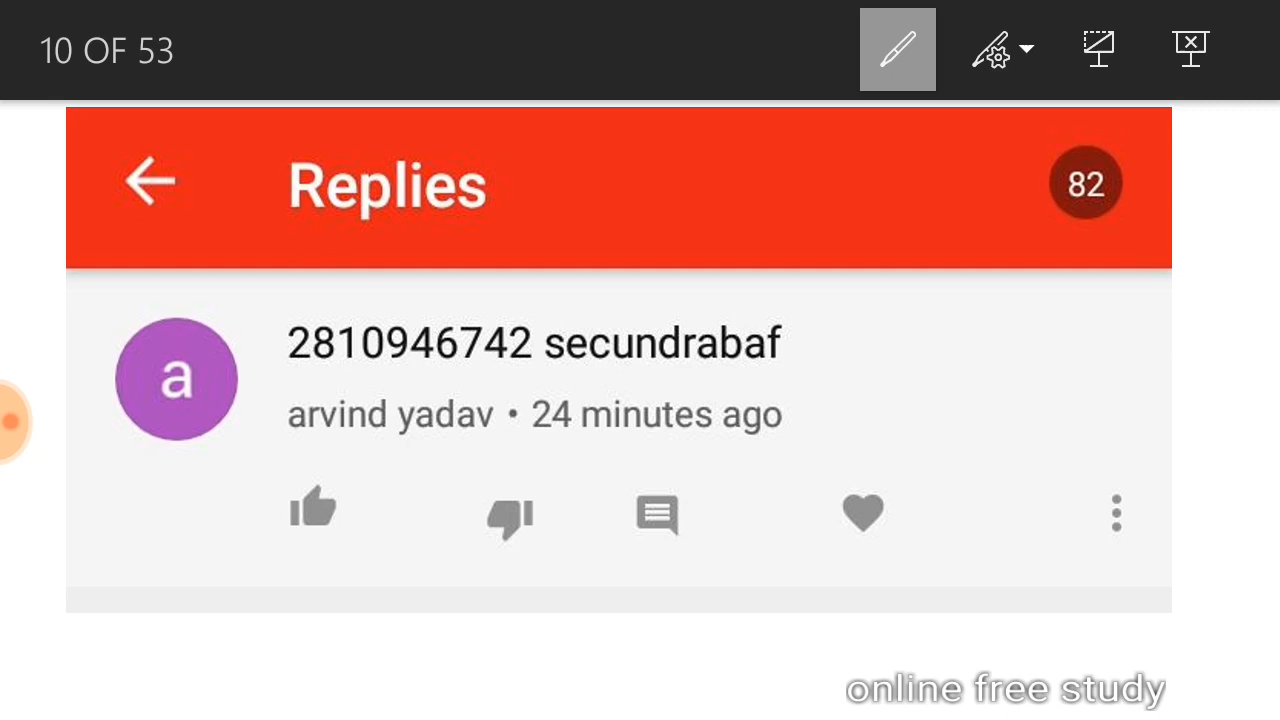 10 OF 53
Replies
82
a
2810946742 secundrabaf
arvind yadav • 24 minutes ago
online free study